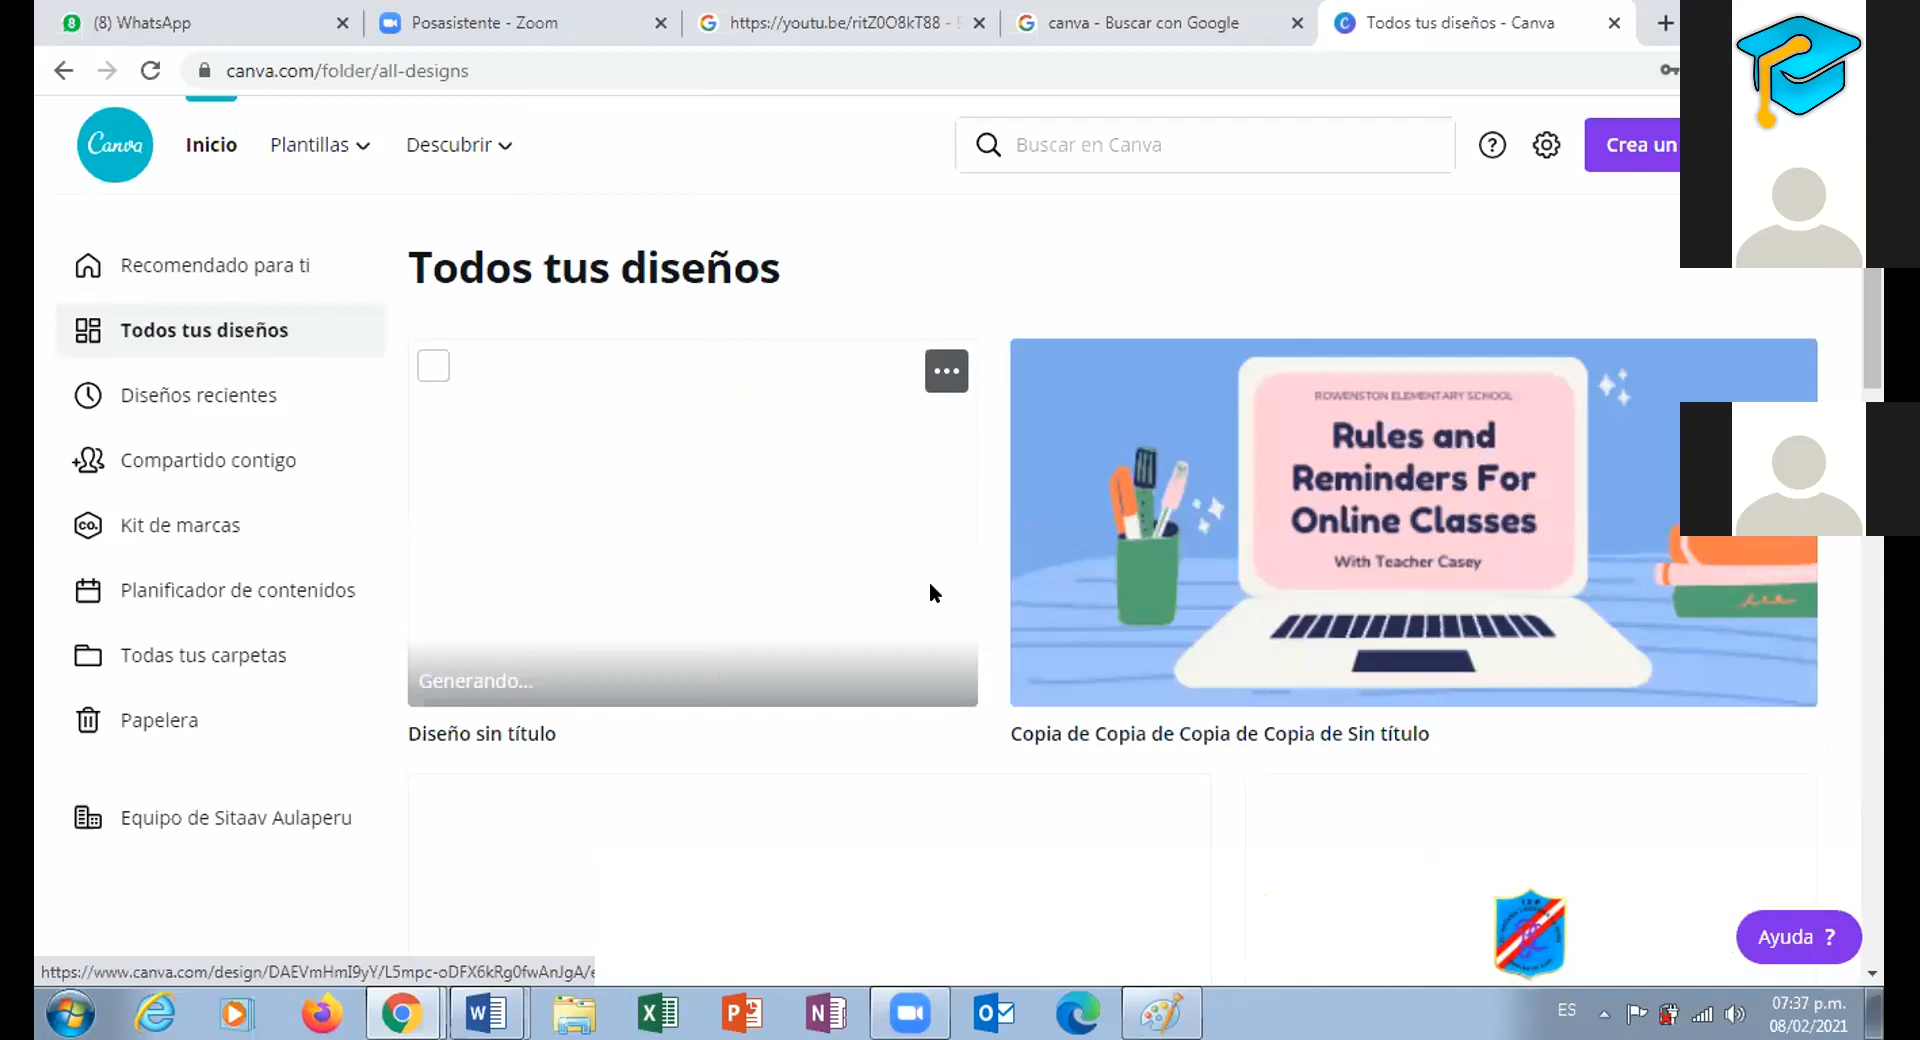 (8) WhatsApp
Posasistente - Zoom
https://youtu.be/ritZ0O8kT88 -
canva - Buscar con Google
Todos tus diseños - Canva
canva.com/folder/all-designs
Canva
Inicio
Plantillas
Descubrir
Buscar en Canva
Crea un
Recomendado para ti
Todos tus diseños
Diseños recientes
Compartido contigo
CO.
Kit de marcas
Planificador de contenidos
Todas tus carpetas
Papelera
Equipo de Sitaav Aulaperu
Todos tus diseños
Generando...
Diseño sin título
ROWENSTON ELEMENTARY SCHOOL
Rules and
Reminders For
Online Classes
With Teacher Casey
Copia de Copia de Copia de Copia de Sin título
Ayuda ?
https://www.canva.com/design/DAEVmHmI9yY/L5mpc-oDFX6kRg0fwAnJgA/e
ES
07:37 p.m.
08/02/2021